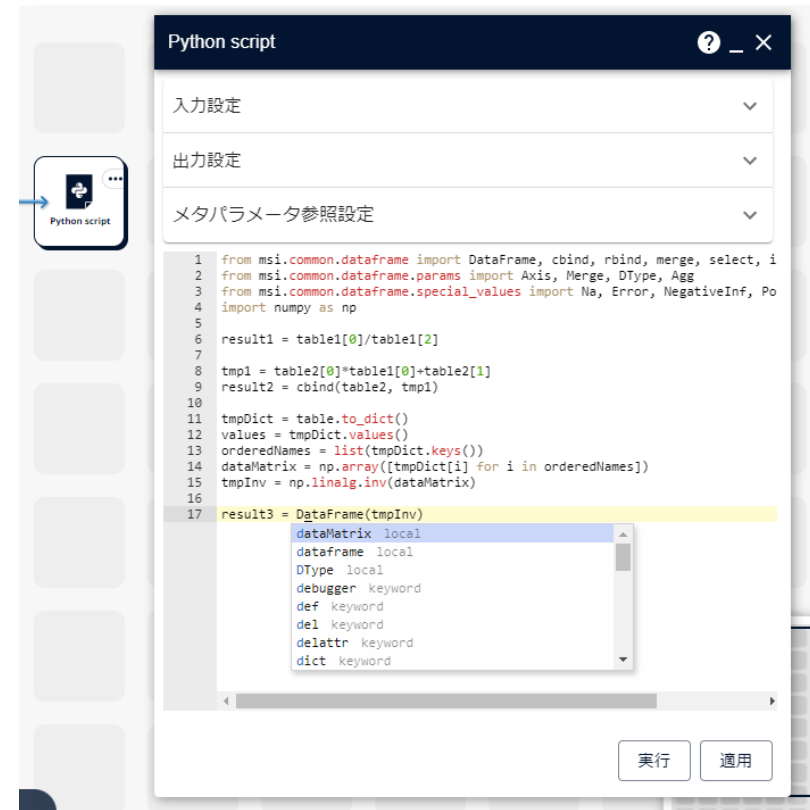 Python script
入力設定
出力設定
メタパラメータ参照設定
Python script
1 from msi.common.dataframe import DataFrame, cbind, rbind, merge, select, i
2 from msi.common.dataframe.params import Axis, Merge, DType, Agg
3 from msi.common.dataframe.special_values import Na, Error, NegativeInf, Po
4 import numpy as np
5
6 result1 = table1[0]/table1[2]
7
8 tmp1 = table2[0]*table1[0]+table2[1]
9 result2 = cbind(table2, tmp1)
10
11 tmpDict = table.to_dict()
12 values = tmpDict.values()
13 orderedNames = list(tmpDict.keys())
14 dataMatrix = np.array([tmpDict[i] for i in orderedNames])
15 tmpInv = np.linalg.inv(dataMatrix)
16
17 result3 = DataFrame(tmpInv)
dataMatrix local
dataframe local
DType local
debugger keyword
def keyword
del keyword
delattr keyword
dict keyword
実行
適用